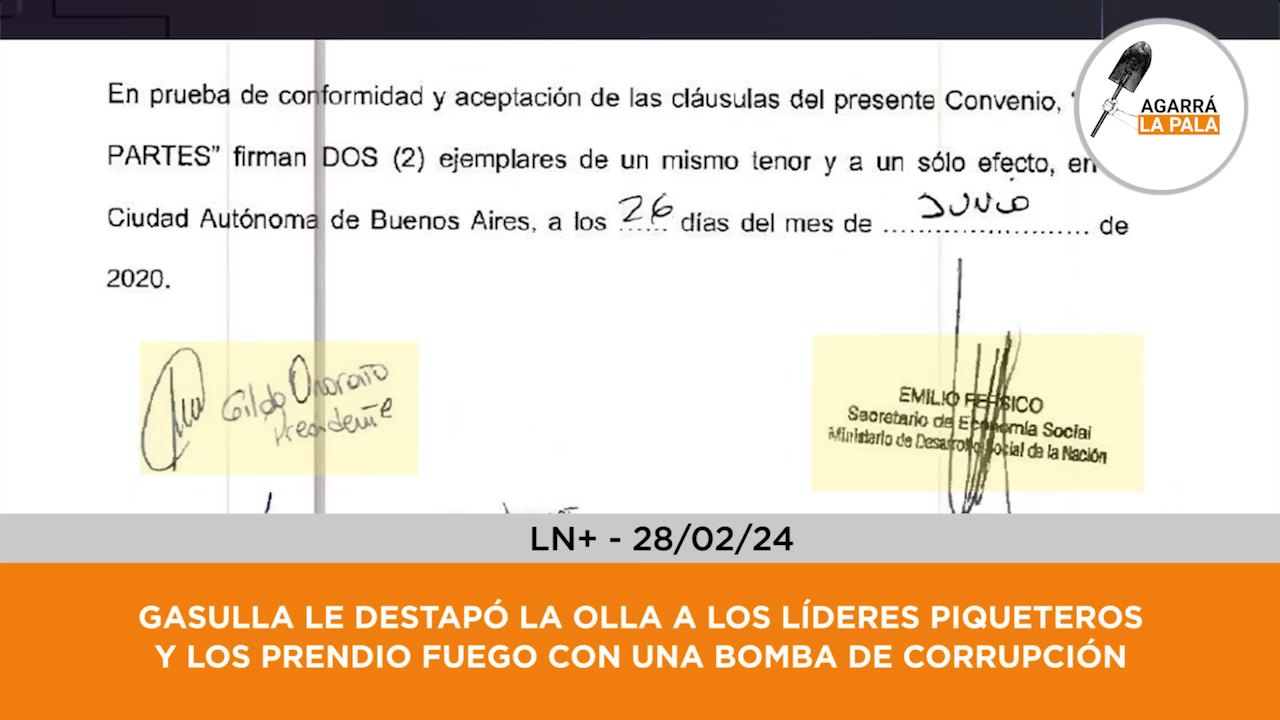 En prueba de conformidad y aceptación de las cláusulas del presente Convenio,
PARTES” firman DOS (2) ejemplares de un mismo tenor y a un sólo efecto, en
Ciudad Autónoma de Buenos Aires, a los 26 días del mes de JUNIO de
2020.
AGARRÁ
LA PALA
Gildo Onorato
Presidente
EMILIO PERSICO
Secretario de Economía Social
Ministerio de Desarrollo Social de la Nación
LN+ - 28/02/24
GASULLA LE DESTAPÓ LA OLLA A LOS LÍDERES PIQUETEROS
Y LOS PRENDIO FUEGO CON UNA BOMBA DE CORRUPCIÓN